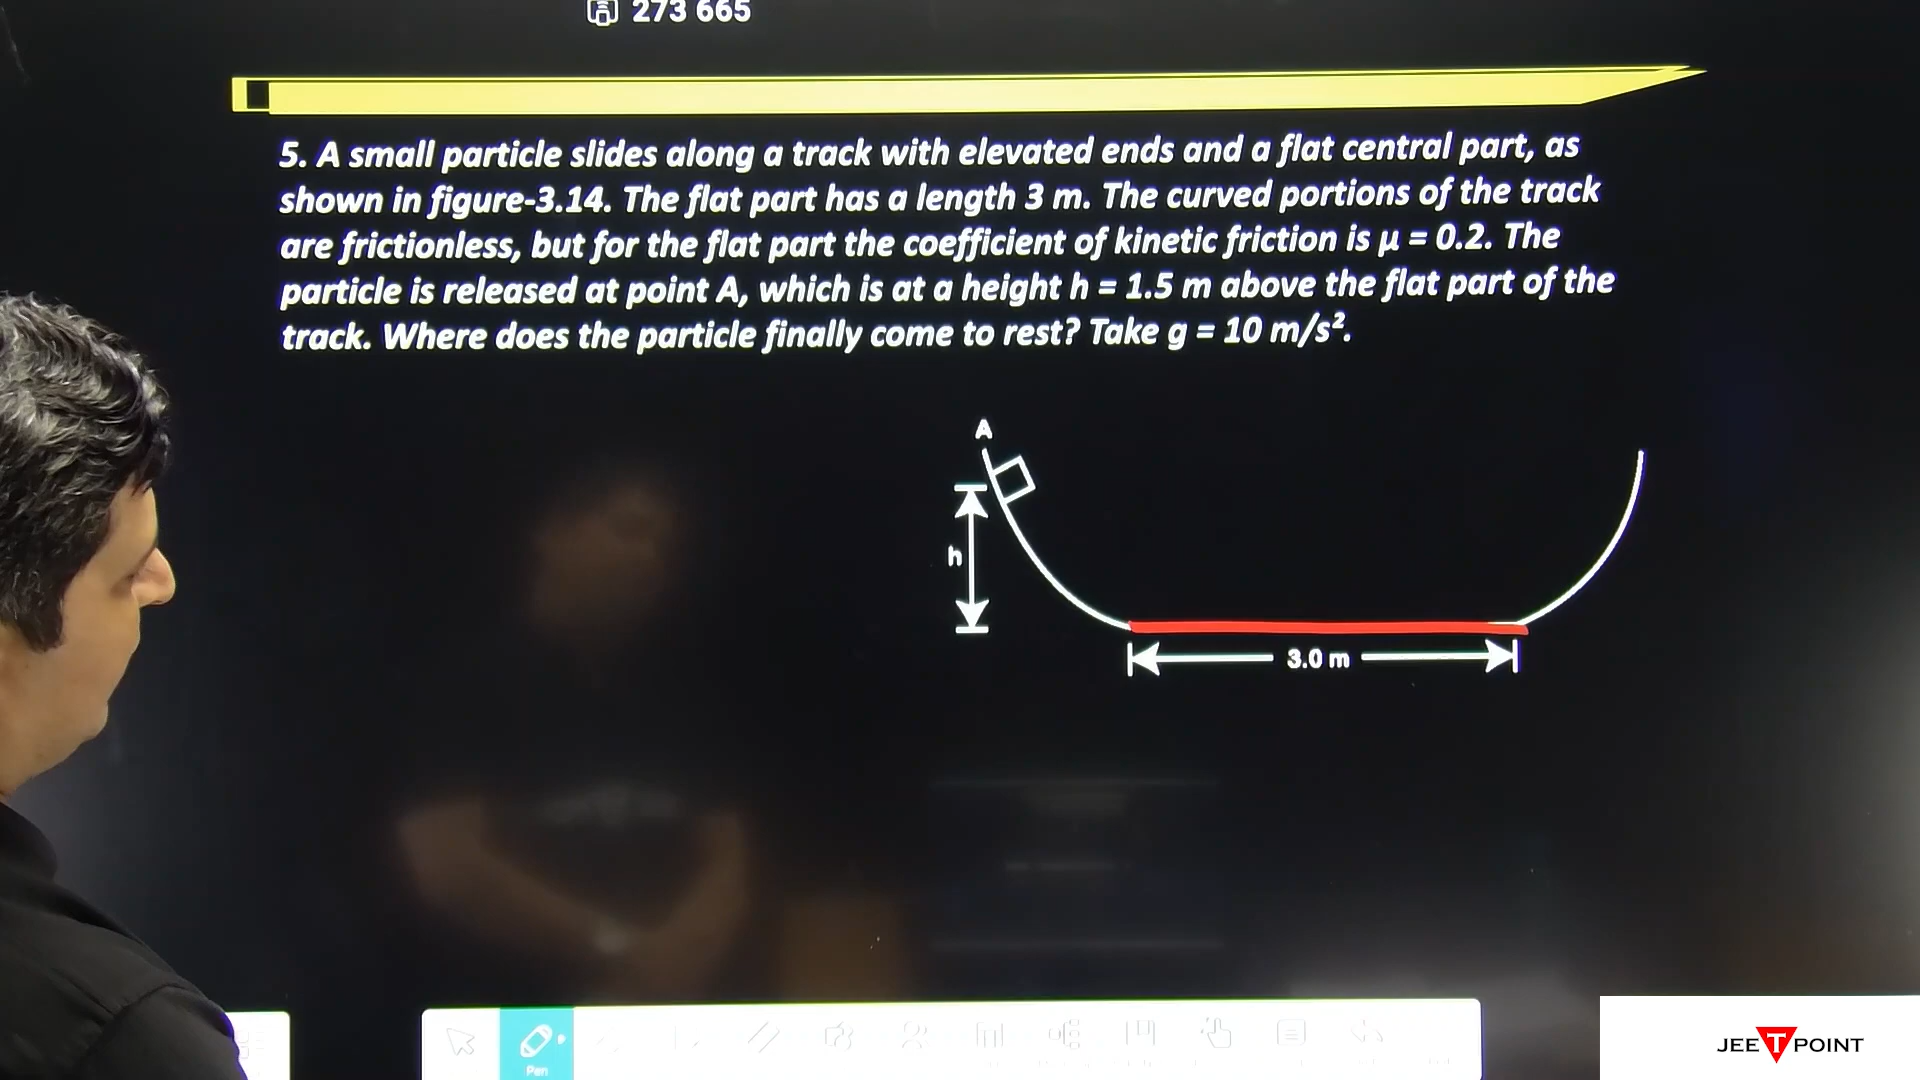 273 665
5. A small particle slides along a track with elevated ends and a flat central part, as
shown in figure-3.14. The flat part has a length 3 m. The curved portions of the track
are frictionless, but for the flat part the coefficient of kinetic friction is μ = 0.2. The
particle is released at point A, which is at a height h = 1.5 m above the flat part of the
track. Where does the particle finally come to rest? Take g = 10 m/s².
A
h
3.0 m
Pen
JEE T POINT